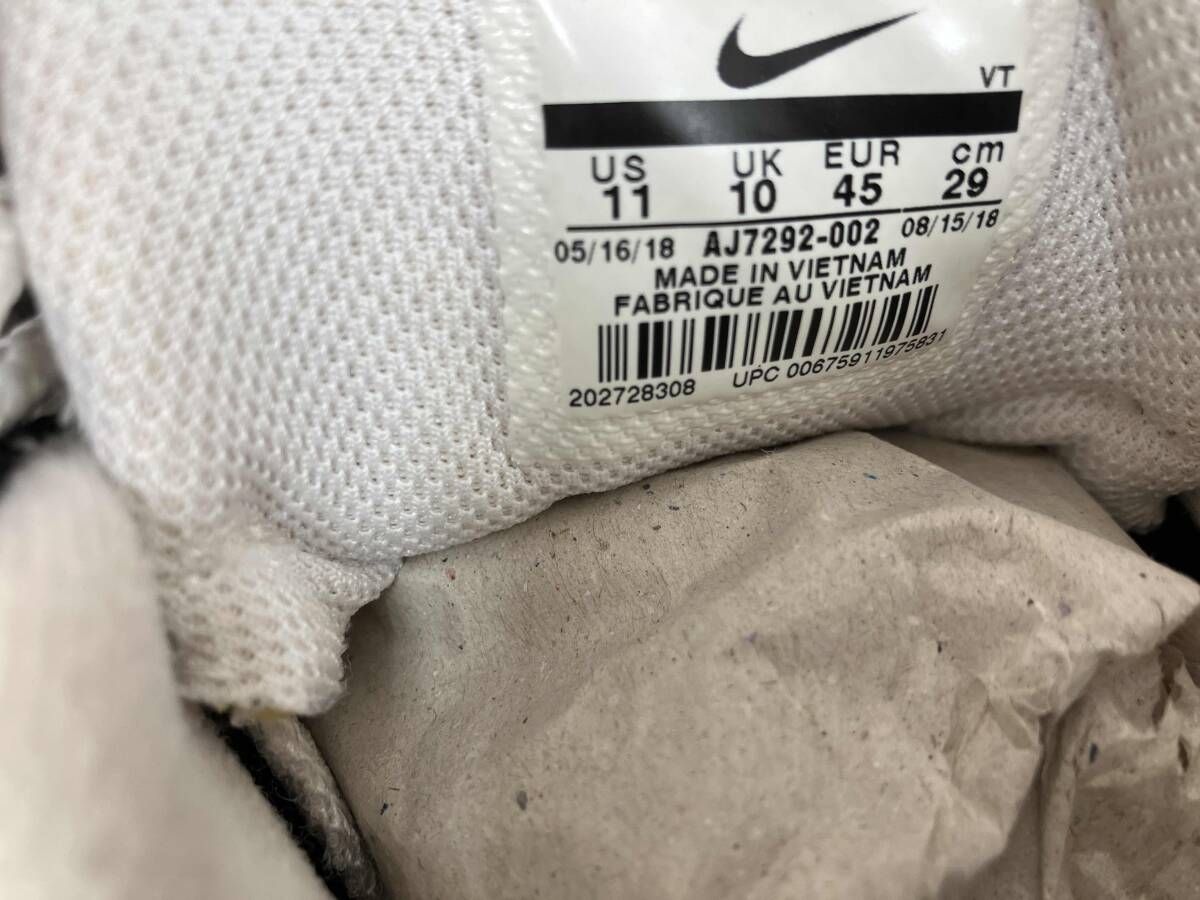 VT
US UK EUR cm
11 10 45 29
05/16/18 AJ7292-002 08/15/18
MADE IN VIETNAM
FABRIQUE AU VIETNAM
202728308 UPC 00675911975831